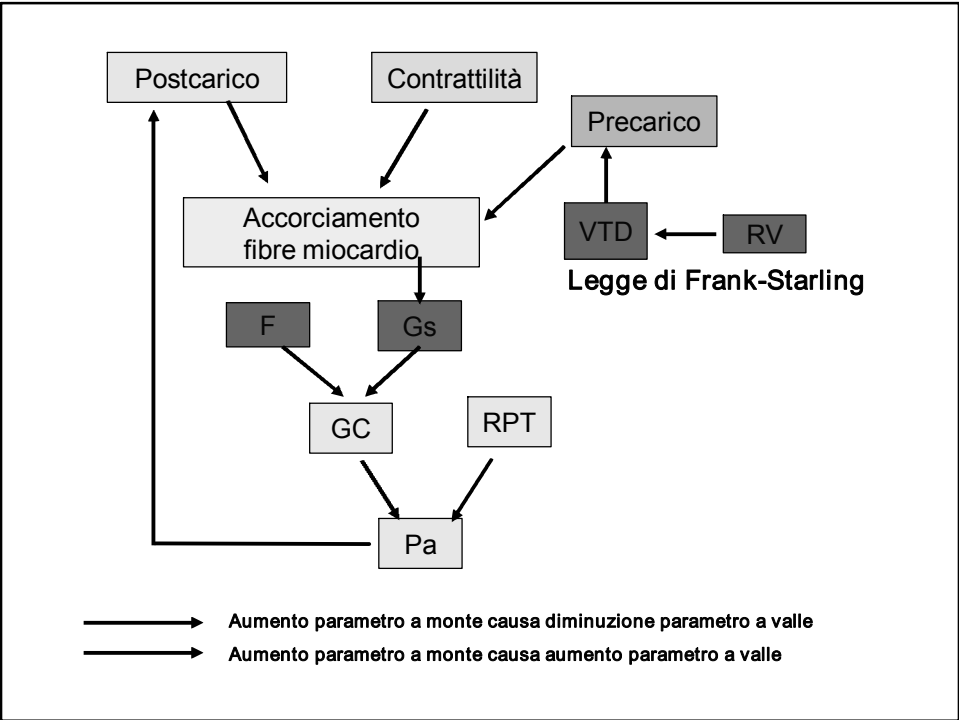 Postcarico
Contrattilità
Precarico
Accorciamento
fibre miocardio
VTD
RV
Legge di Frank-Starling
F
Gs
GC
RPT
Pa
Aumento parametro a monte causa diminuzione parametro a valle
Aumento parametro a monte causa aumento parametro a valle